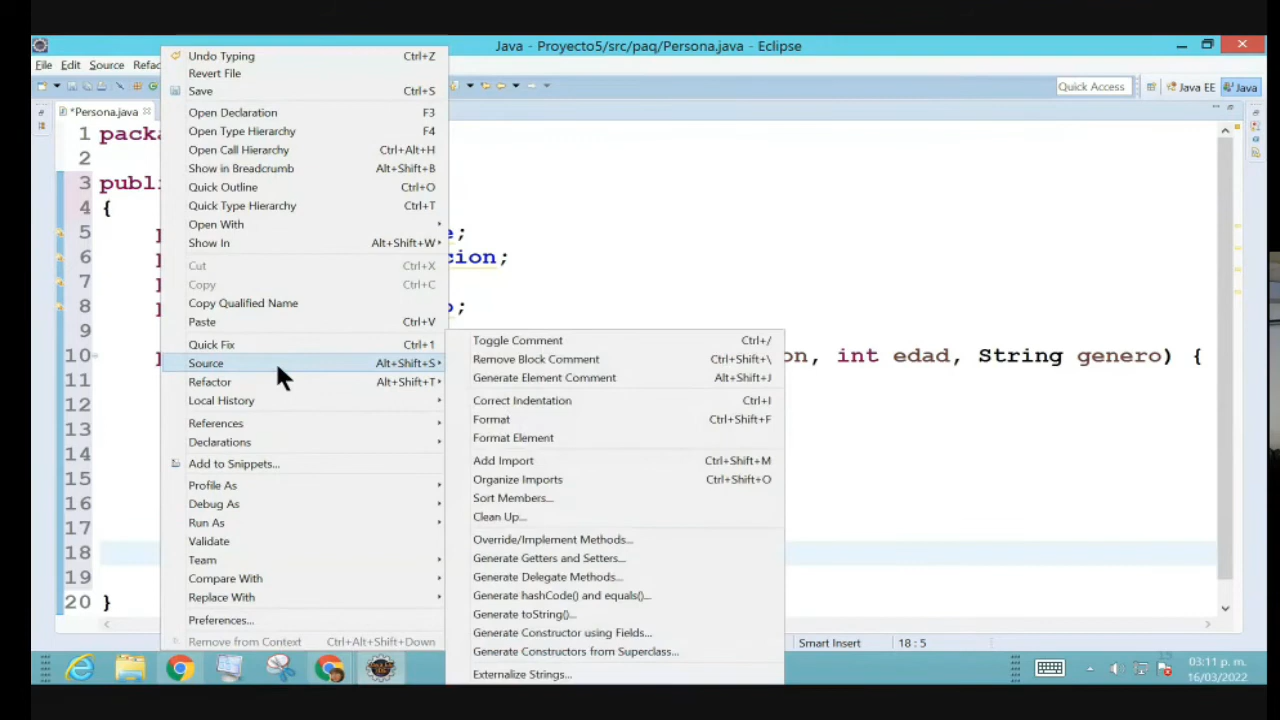 Java - Proyecto5/src/paq/Persona.java - Eclipse
File Edit Source Refac
Quick Access
Java EE
Java
*Persona.java
1 packa
2
3 publi
4 {
5 e;
6 cion;
7
8 o;
9
10 on, int edad, String genero) {
11
12
13
14
15
16
17
18
19
20 }
Undo Typing Ctrl+Z
Revert File
Save Ctrl+S
Open Declaration F3
Open Type Hierarchy F4
Open Call Hierarchy Ctrl+Alt+H
Show in Breadcrumb Alt+Shift+B
Quick Outline Ctrl+O
Quick Type Hierarchy Ctrl+T
Open With
Show In Alt+Shift+W
Cut Ctrl+X
Copy Ctrl+C
Copy Qualified Name
Paste Ctrl+V
Quick Fix Ctrl+1
Source Alt+Shift+S
Refactor Alt+Shift+T
Local History
References
Declarations
Add to Snippets...
Profile As
Debug As
Run As
Validate
Team
Compare With
Replace With
Preferences...
Remove from Context Ctrl+Alt+Shift+Down
Toggle Comment Ctrl+/
Remove Block Comment Ctrl+Shift+\
Generate Element Comment Alt+Shift+J
Correct Indentation Ctrl+I
Format Ctrl+Shift+F
Format Element
Add Import Ctrl+Shift+M
Organize Imports Ctrl+Shift+O
Sort Members...
Clean Up...
Override/Implement Methods...
Generate Getters and Setters...
Generate Delegate Methods...
Generate hashCode() and equals()...
Generate toString()...
Generate Constructor using Fields...
Generate Constructors from Superclass...
Externalize Strings...
Smart Insert
18 : 5
03:11 p. m.
16/03/2022